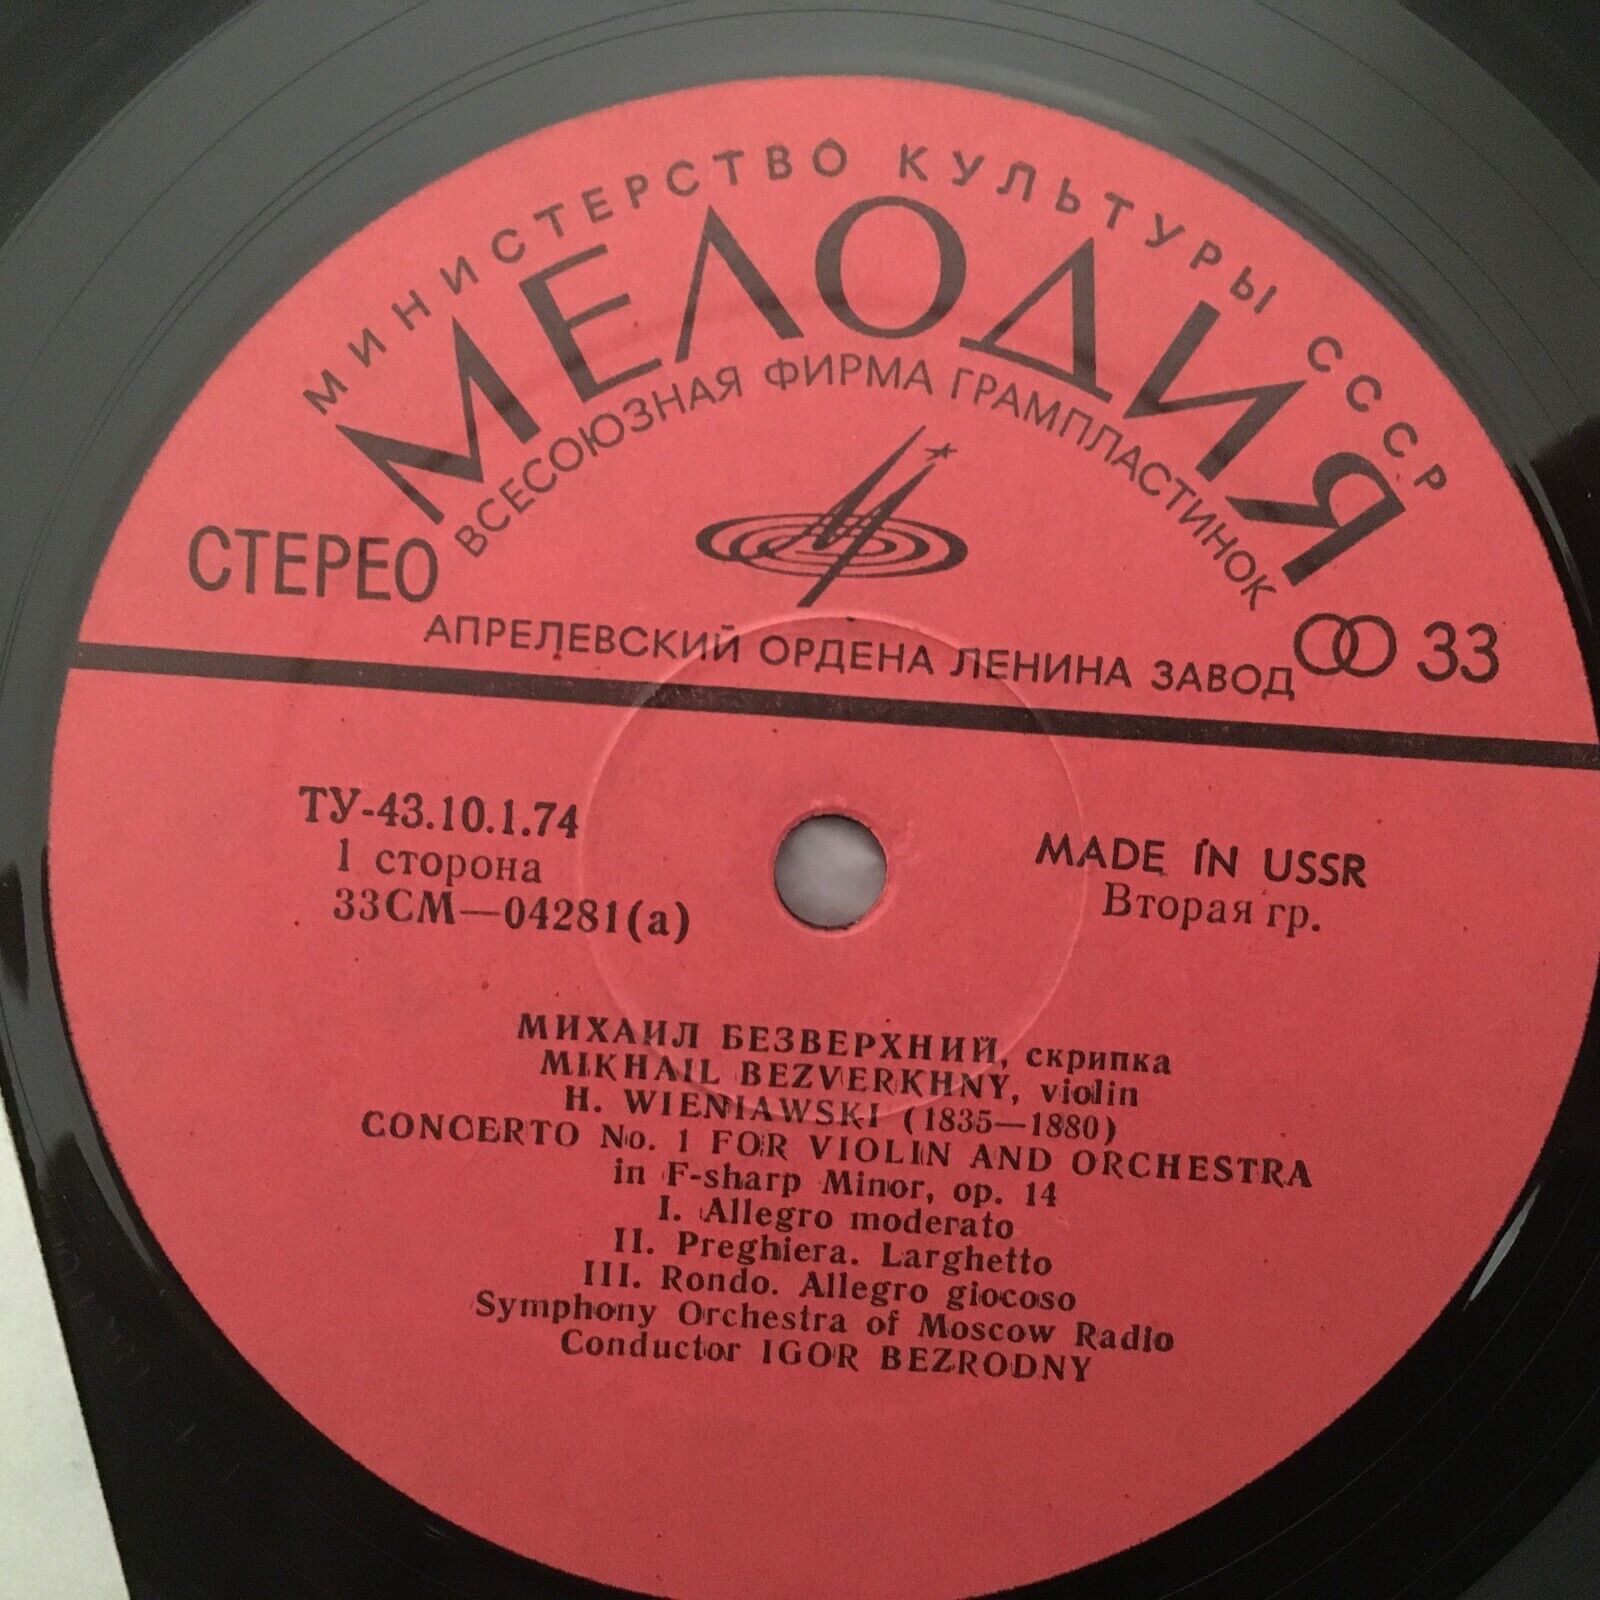 МИНИСТЕРСТВО КУЛЬТУРЫ СССР
МЕЛОДИЯ
ВСЕСОЮЗНАЯ ФИРМА ГРАМПЛАСТИНОК
СТЕРЕО
33
АПРЕЛЕВСКИЙ ОРДЕНА ЛЕНИНА ЗАВОД
ТУ-43.10.1.74
1 сторона
33СМ—04281(а)
MADE IN USSR
Вторая гр.
МИХАИЛ БЕЗВЕРХНИЙ, скрипка
MIKHAIL BEZVERKHNY, violin
H. WIENIAWSKI (1835—1880)
CONCERTO No. 1 FOR VIOLIN AND ORCHESTRA
in F-sharp Minor, op. 14
I. Allegro moderato
II. Preghiera. Larghetto
III. Rondo. Allegro giocoso
Symphony Orchestra of Moscow Radio
Conductor IGOR BEZRODNY